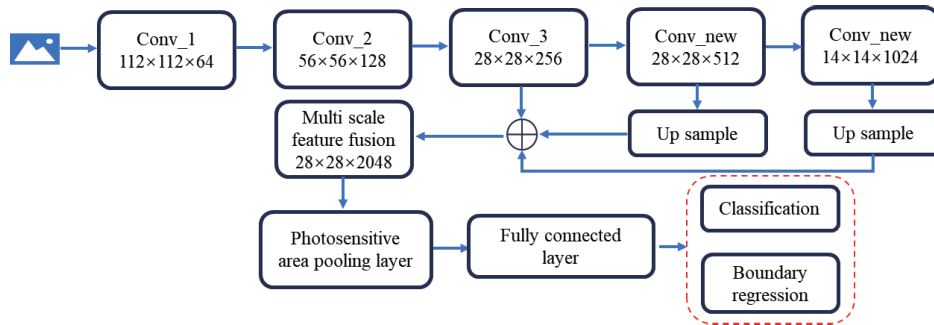 Conv_1
112×112×64
Conv_2
56×56×128
Conv_3
28×28×256
Conv_new
28×28×512
Conv_new
14×14×1024
Multi scale
feature fusion
28×28×2048
Up sample
Up sample
Photosensitive
area pooling layer
Fully connected
layer
Classification
Boundary
regression